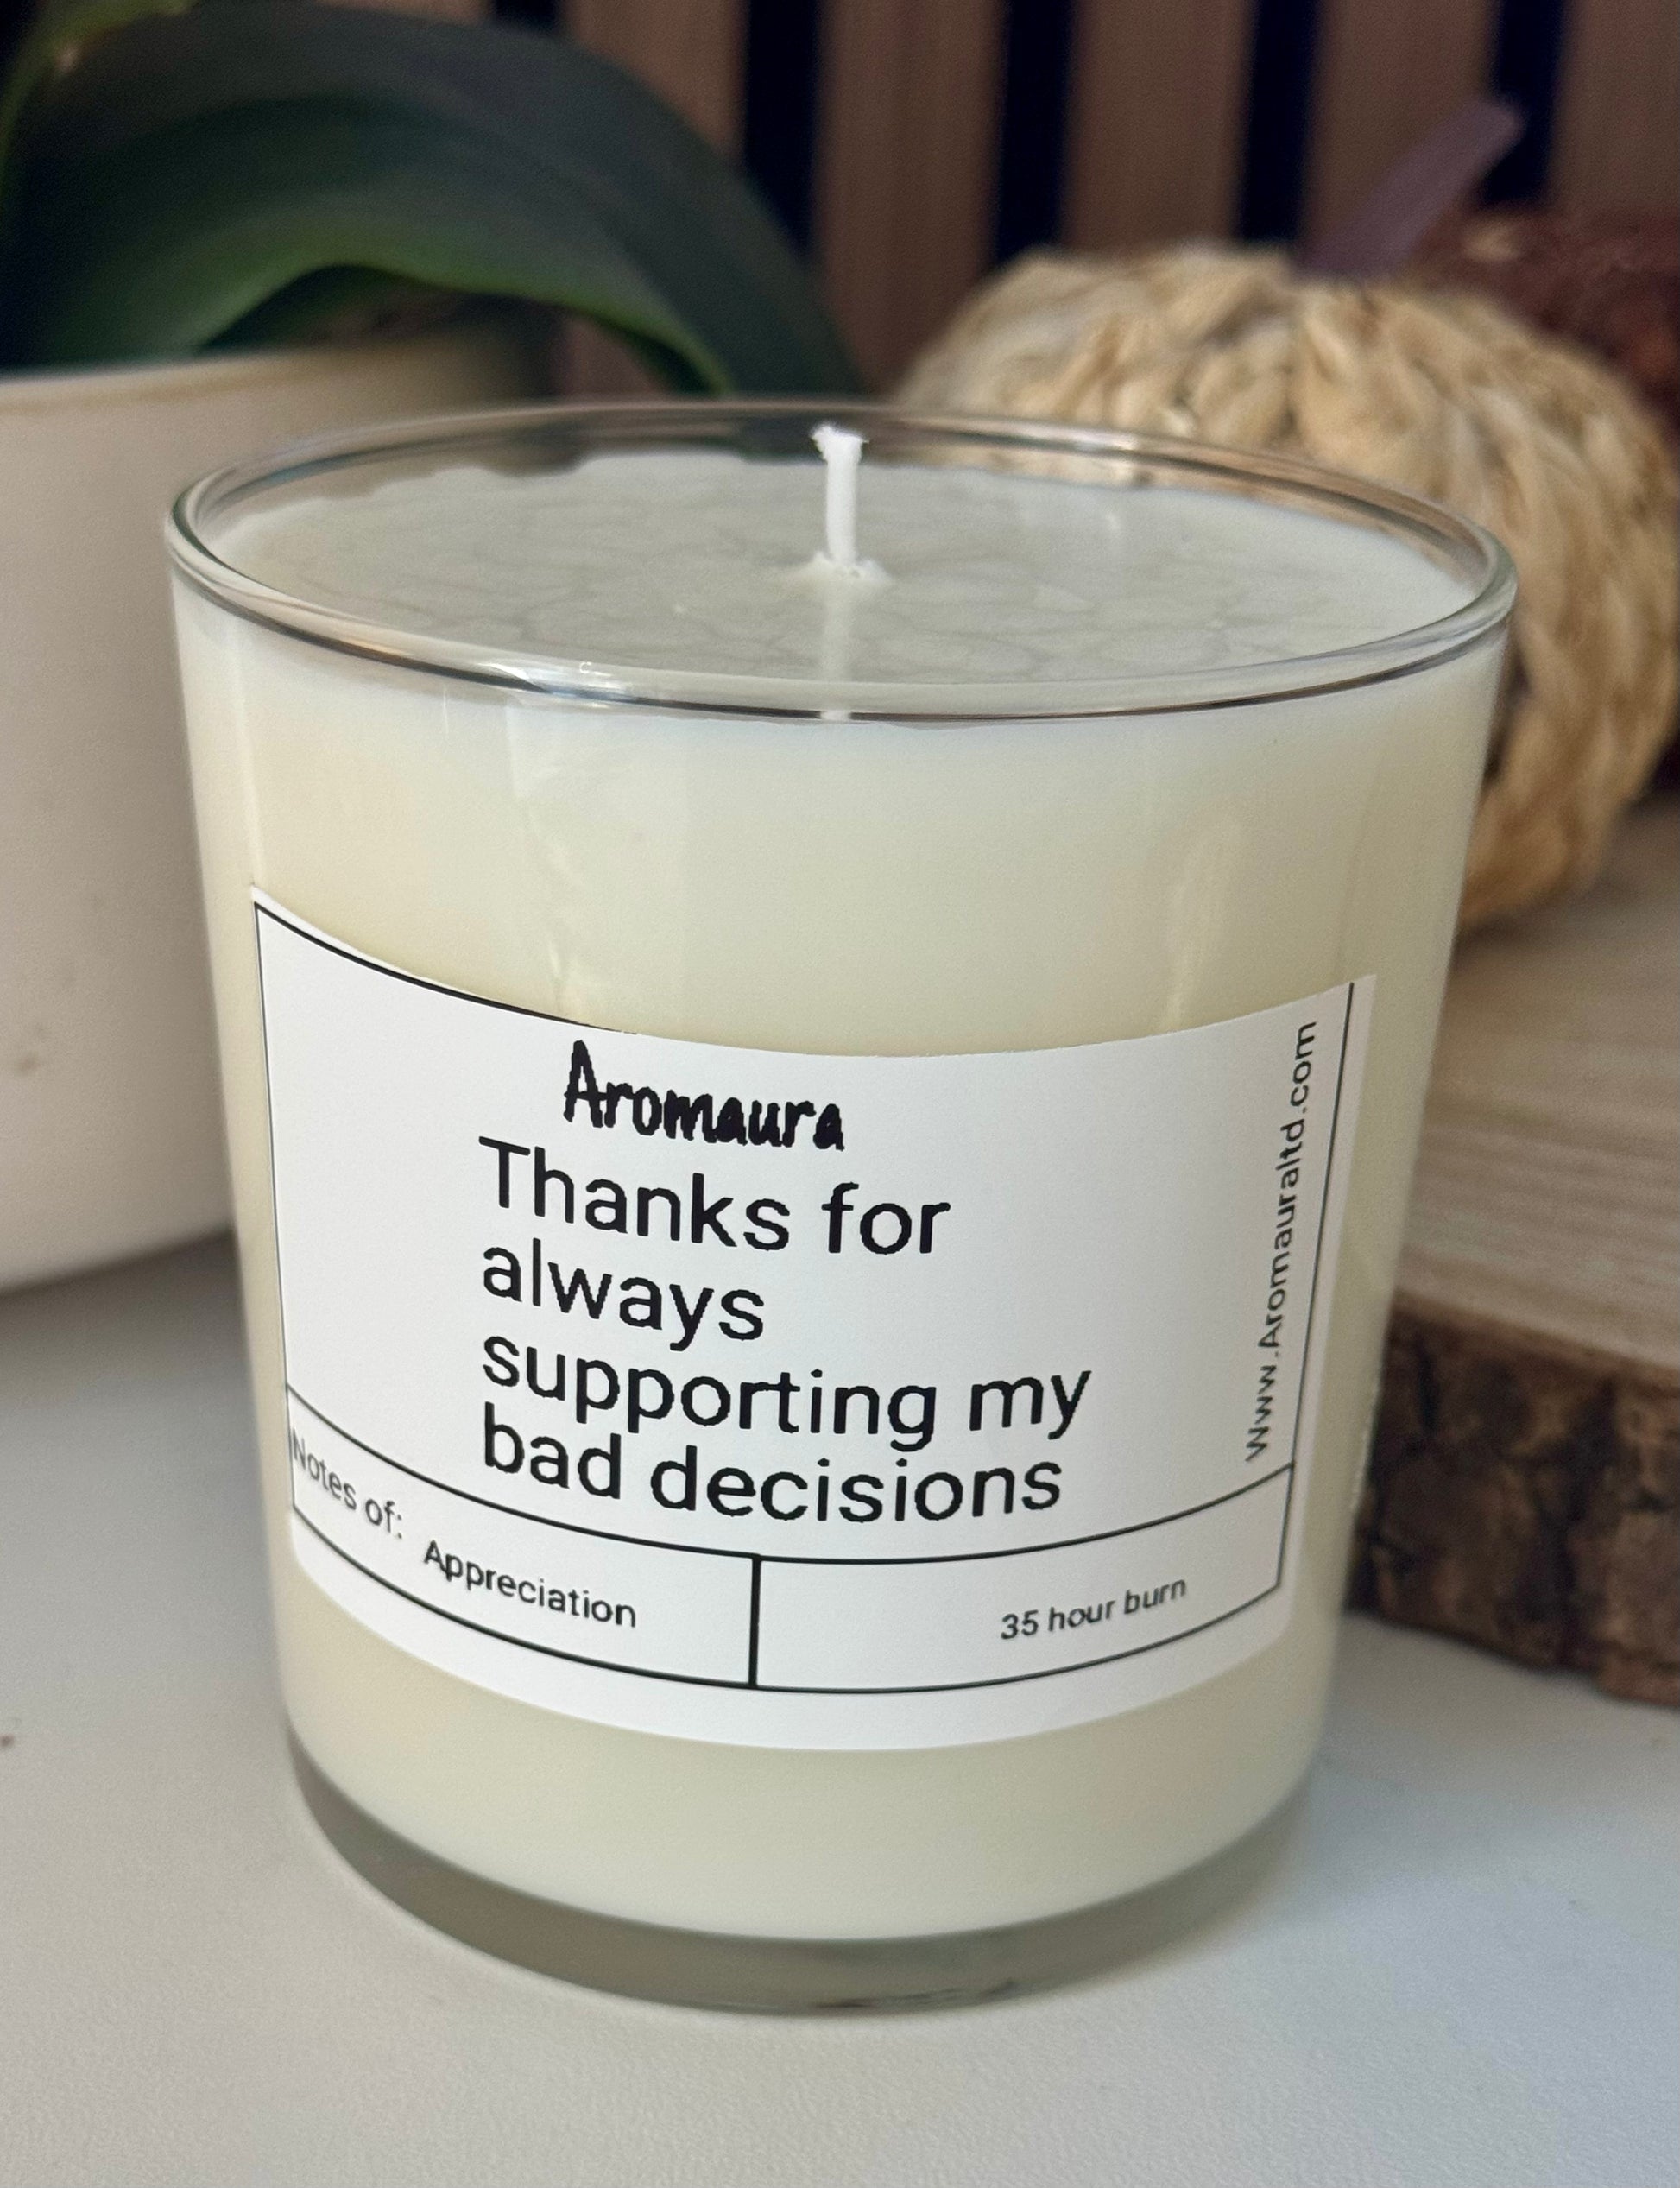 Aromaura
Thanks for
always
supporting my
bad decisions
Www.Aromauraltd.com
Notes of: Appreciation
35 hour burn